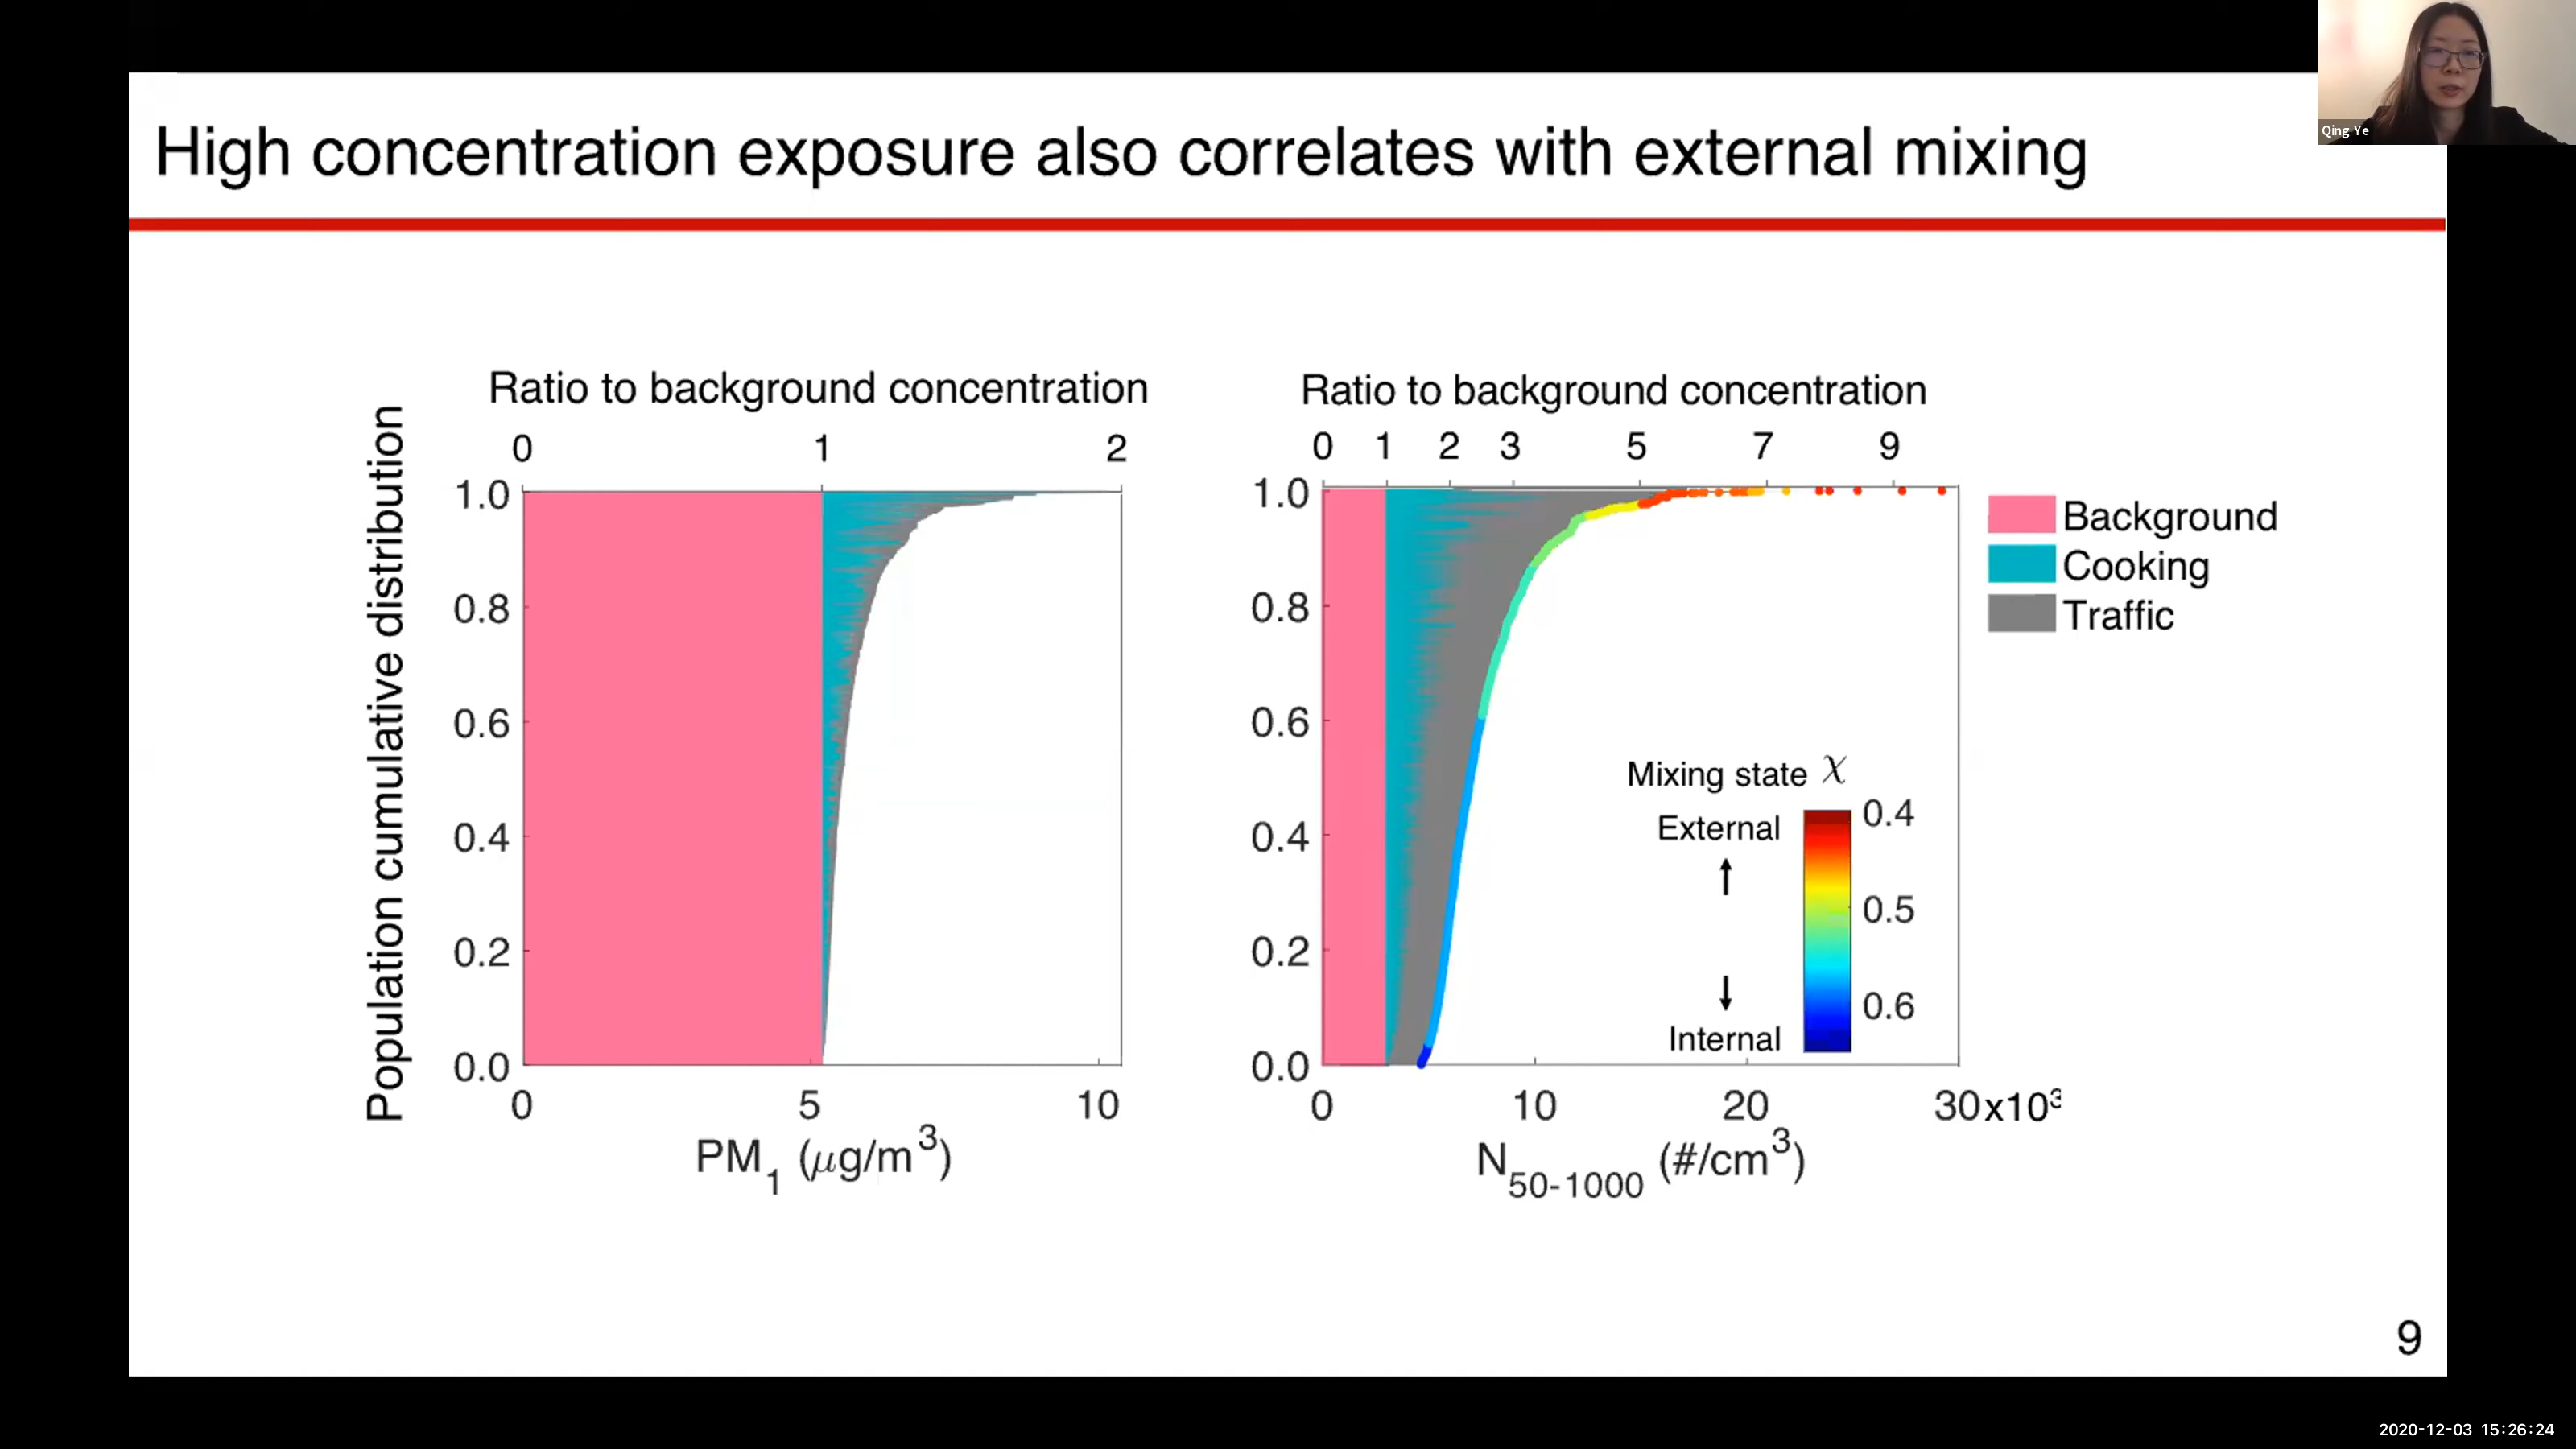 Qing Ye
High concentration exposure also correlates with external mixing
Population cumulative distribution
Ratio to background concentration
0 1 2
1.0
0.8
0.6
0.4
0.2
0.0
0 5 10
PM1 (μg/m3)
Ratio to background concentration
0 1 2 3 5 7 9
1.0
0.8
0.6
0.4
0.2
0.0
0 10 20 30x103
N50-1000 (#/cm3)
Mixing state χ
External
↑
↓
Internal
0.4
0.5
0.6
Background
Cooking
Traffic
9
2020-12-03 15:26:24